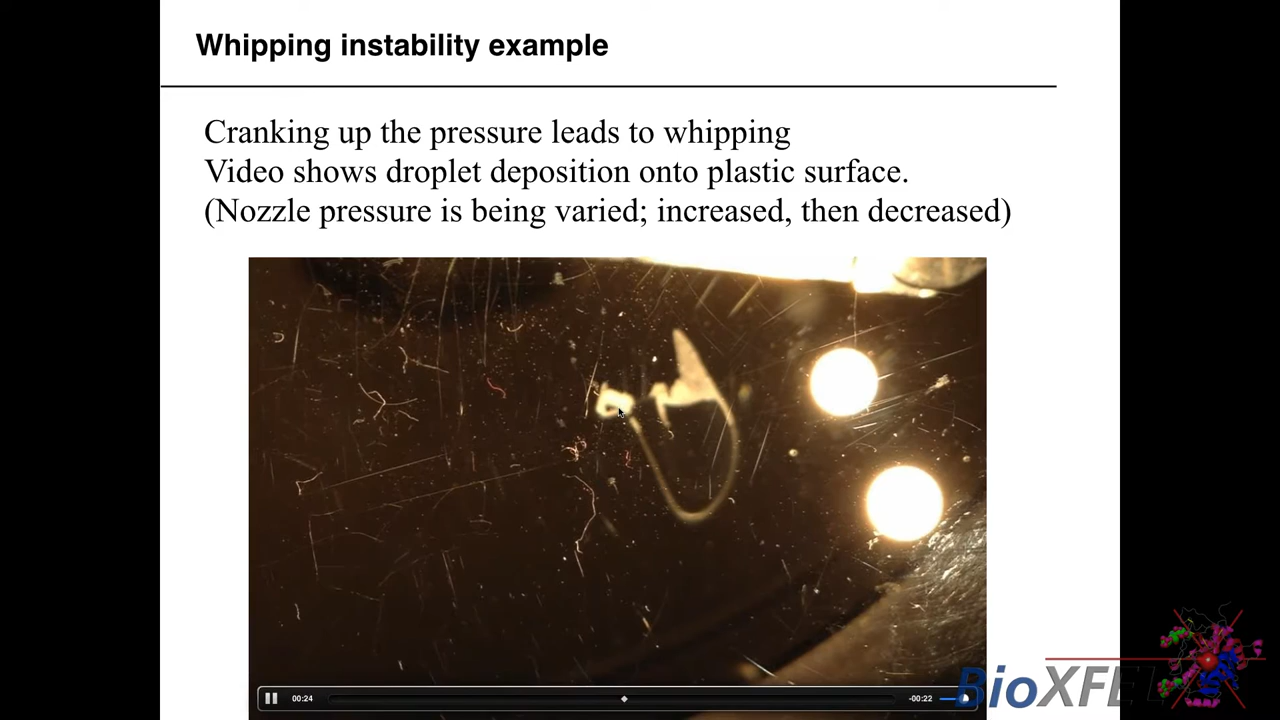 Whipping instability example
Cranking up the pressure leads to whipping
Video shows droplet deposition onto plastic surface.
(Nozzle pressure is being varied; increased, then decreased)
00:24
-00:22
BioXFEL